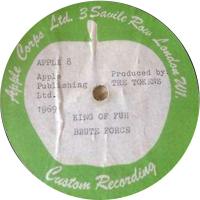 Apple Corps Ltd. 3 Savile Row London W1.
APPLE 8
Apple
Publishing
Ltd.
1969
Produced by:
THE TOKENS
KING OF FUH
BRUTE FORCE
Custom Recording